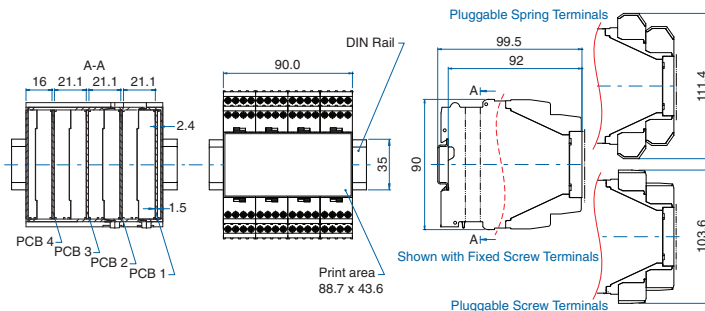 Pluggable Spring Terminals
DIN Rail
99.5
A-A
90.0
92
16
21.1
21.1
21.1
A
111.4
2.4
35
90
1.5
PCB 4
PCB 3
PCB 2
PCB 1
A
Shown with Fixed Screw Terminals
103.6
Print area
88.7 x 43.6
Pluggable Screw Terminals